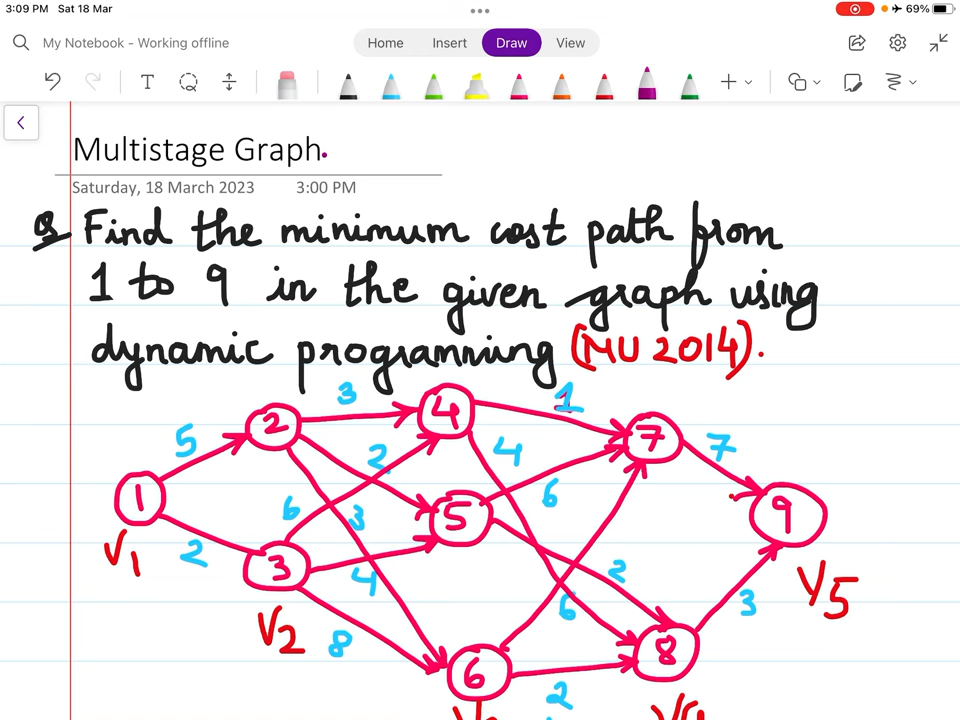 3:09 PM Sat 18 Mar
69%
My Notebook - Working offline
Home Insert Draw View
T
Multistage Graph.
Saturday, 18 March 2023 3:00 PM
Q Find the minimum cost path from
1 to 9 in the given graph using
dynamic programming (MU 2014).
3 1
2 4 7
5 2 4 7
1 6 3 5 6 9
V1 2 3 4 2 V5
V2 8 6 3
6 8
2